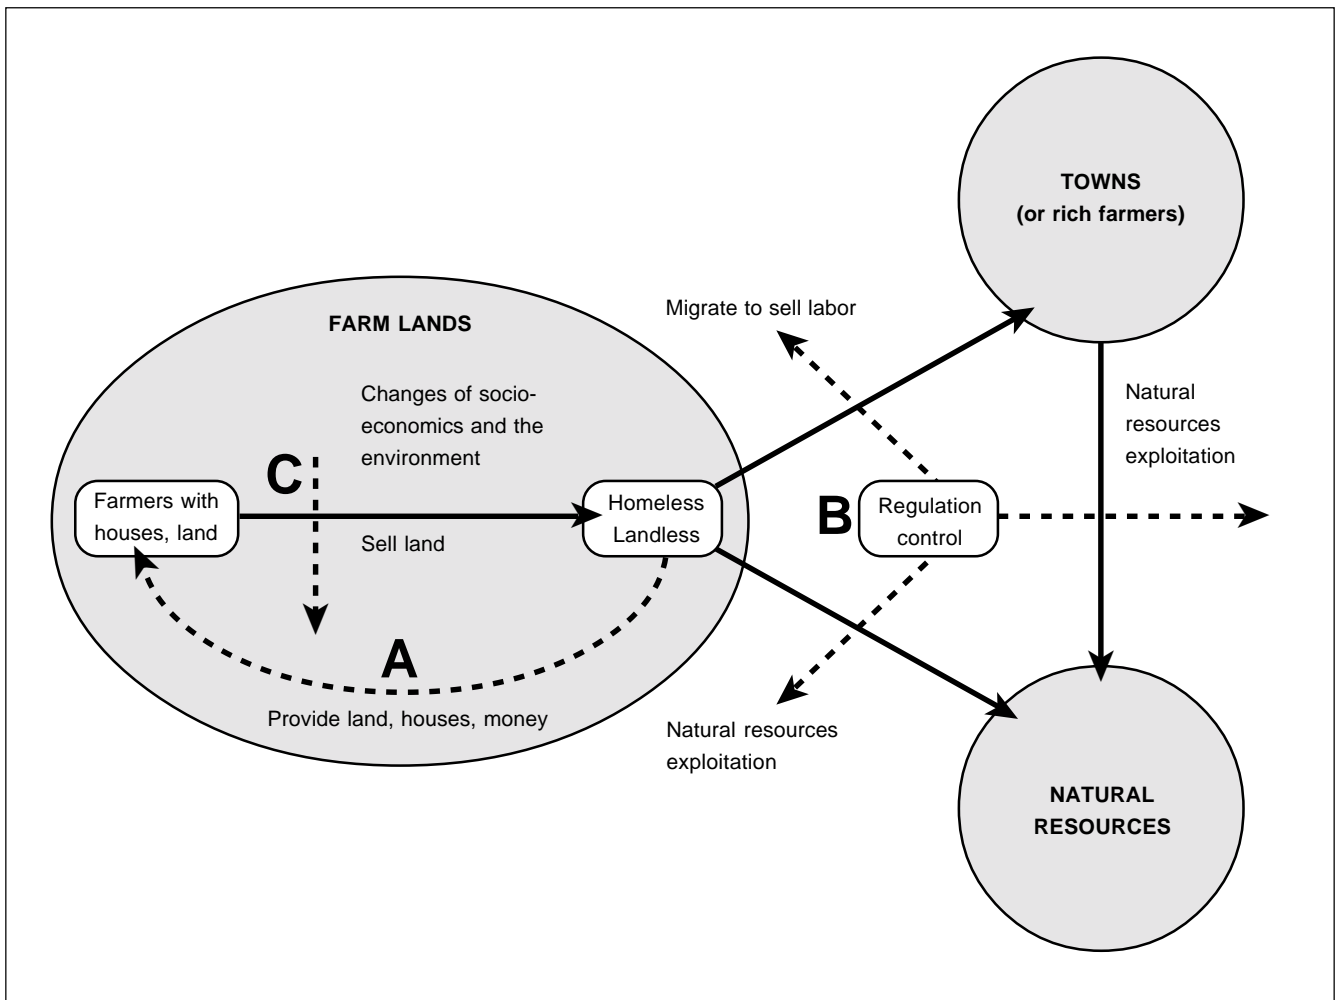 TOWNS
(or rich farmers)
Migrate to sell labor
FARM LANDS
Changes of socio-
economics and the
environment
Natural
resources
exploitation
C
Farmers with
houses, land
Homeless
Landless
B
Regulation
control
Sell land
A
Provide land, houses, money
Natural resources
exploitation
NATURAL
RESOURCES